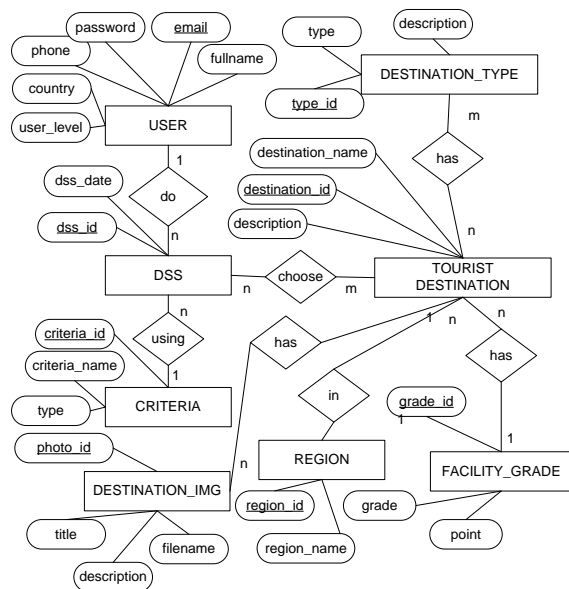 password
email
phone
fullname
country
user_level
USER
type
description
DESTINATION_TYPE
type_id
1
m
do
has
dss_date
dss_id
n
destination_name
destination_id
description
n
DSS
n
choose
m
TOURIST
DESTINATION
n
using
1
criteria_id
criteria_name
type
CRITERIA
has
1
n
n
has
in
grade_id
1
1
photo_id
DESTINATION_IMG
n
REGION
FACILITY_GRADE
title
description
filename
region_id
region_name
grade
point